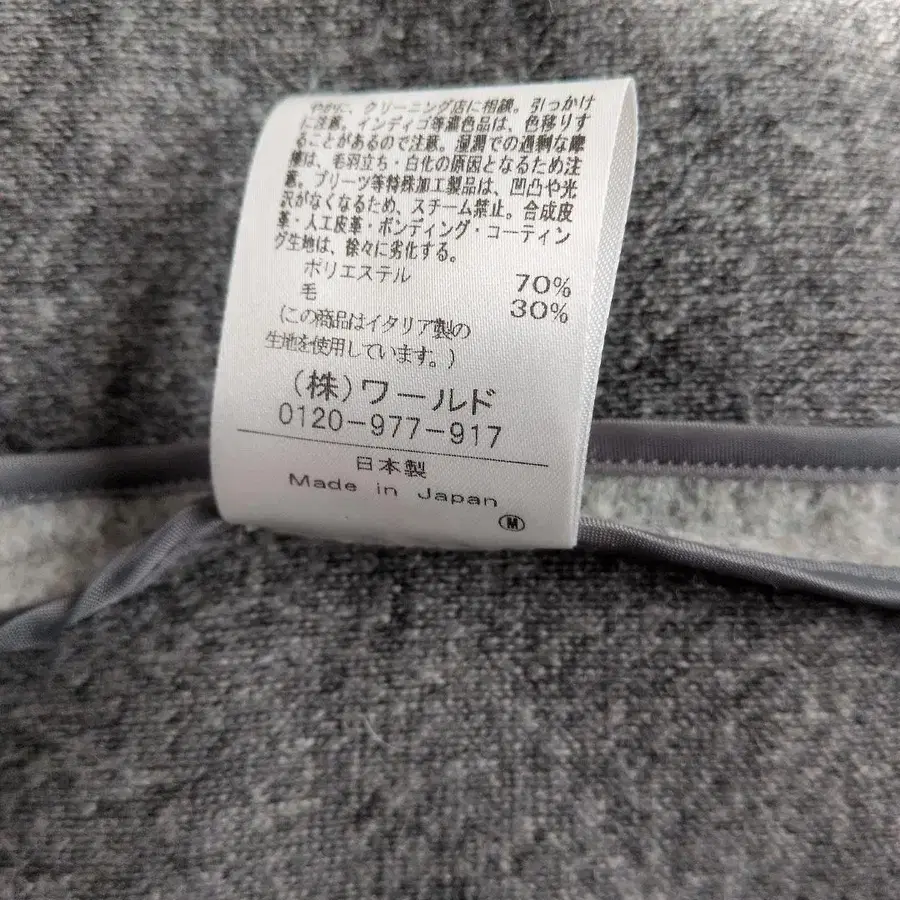 やかに、クリーニング店に相談。引っかけ
に注意。インディゴ等濃色品は、色移りす
ることがあるので注意。湿潤での過剰な摩
擦は、毛羽立ち・白化の原因となるため注
意。プリーツ等特殊加工製品は、凹凸や光
沢がなくなるため、スチーム禁止。合成皮
革・人工皮革・ボンディング・コーティン
グ生地は、徐々に劣化する。
ポリエステル 70%
毛 30%
(この商品はイタリア製の
生地を使用しています。)
(株)ワールド
0120-977-917
日本製
Made in Japan
M